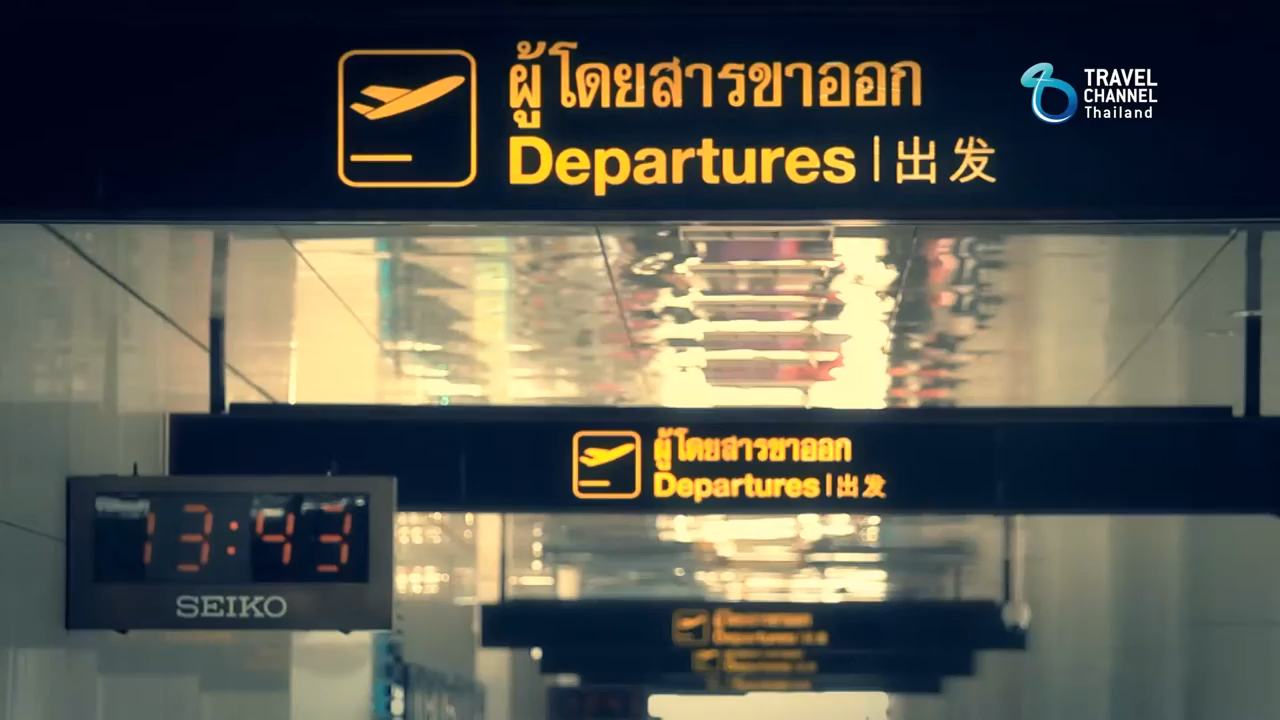 ผู้โดยสารขาออก
Departures | 出发
TRAVEL
CHANNEL
Thailand
ผู้โดยสารขาออก
Departures | 出发
13:43
SEIKO
Departures